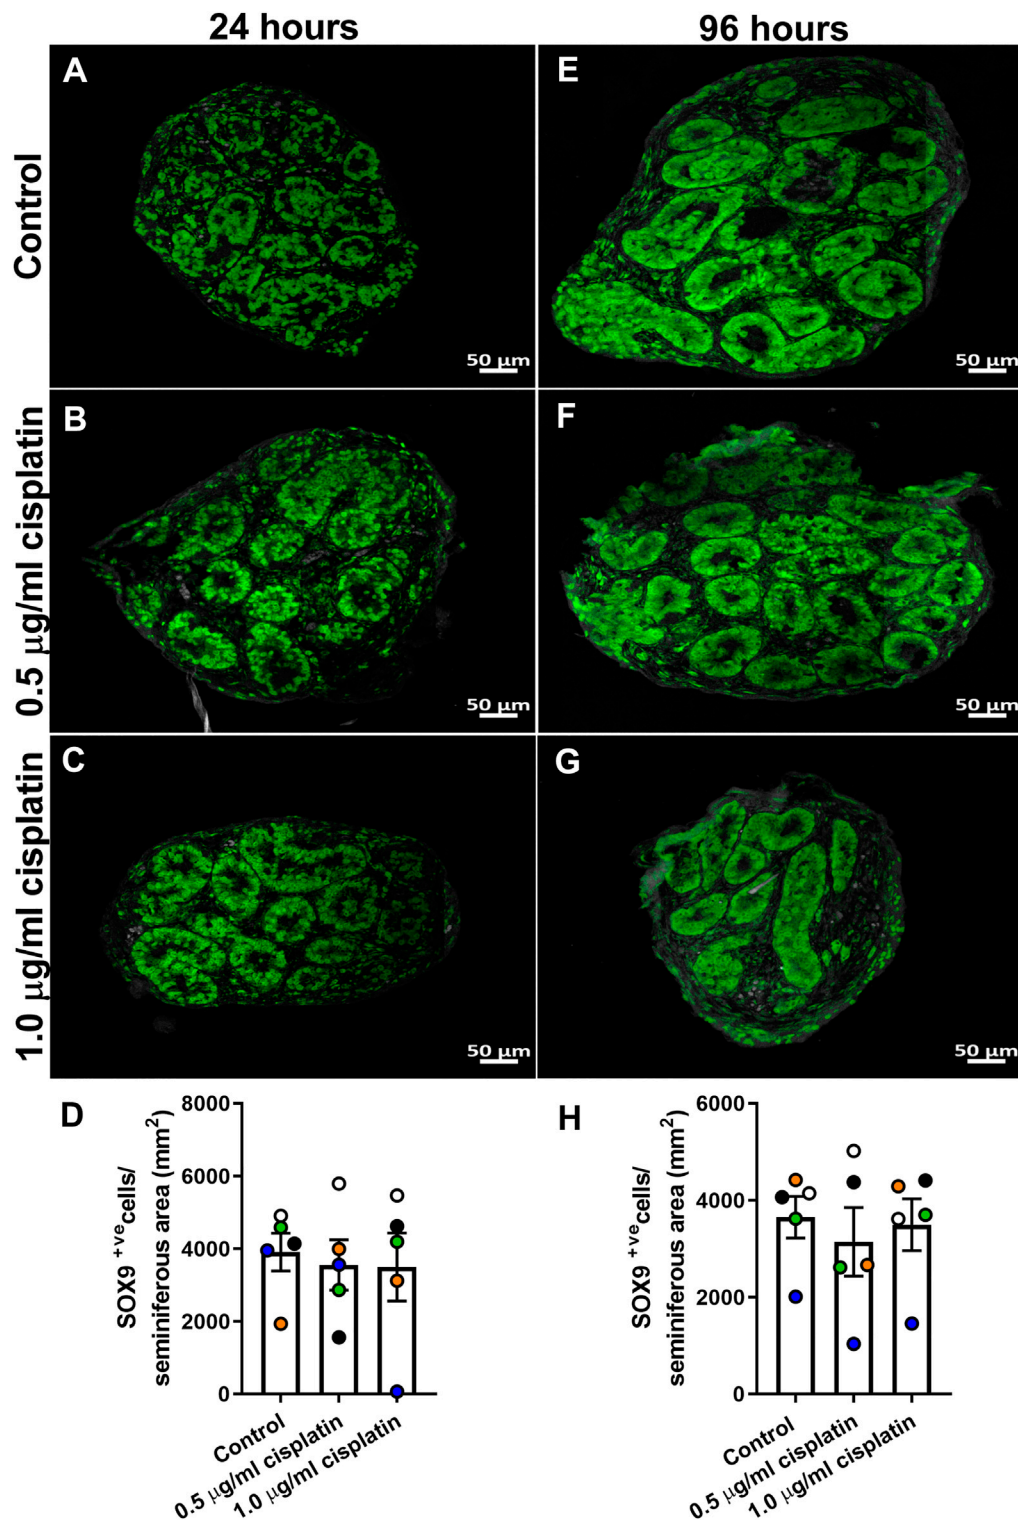 24 hours
96 hours
Control
A
50 µm
E
50 µm
0.5 µg/ml cisplatin
B
50 µm
F
50 µm
1.0 µg/ml cisplatin
C
50 µm
G
50 µm
D
SOX9 +ve cells/
seminiferous area (mm2)
8000
6000
4000
2000
0
Control
0.5 µg/ml cisplatin
1.0 µg/ml cisplatin
H
SOX9 +ve cells/
seminiferous area (mm2)
6000
4000
2000
0
Control
0.5 µg/ml cisplatin
1.0 µg/ml cisplatin